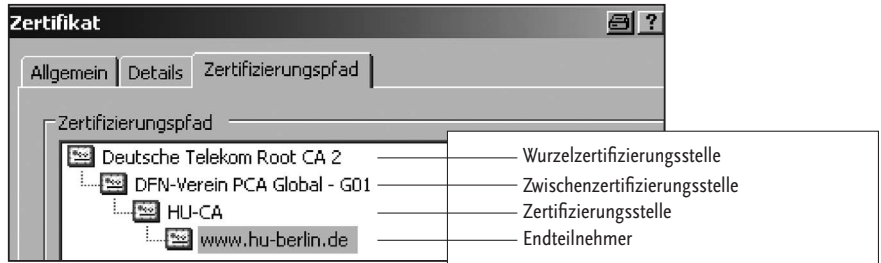 Zertifikat
Allgemein Details Zertifizierungspfad
Zertifizierungspfad
Deutsche Telekom Root CA 2 Wurzelzertifizierungsstelle
DFN-Verein PCA Global - G01 Zwischenzertifizierungsstelle
HU-CA Zertifizierungsstelle
www.hu-berlin.de Endteilnehmer